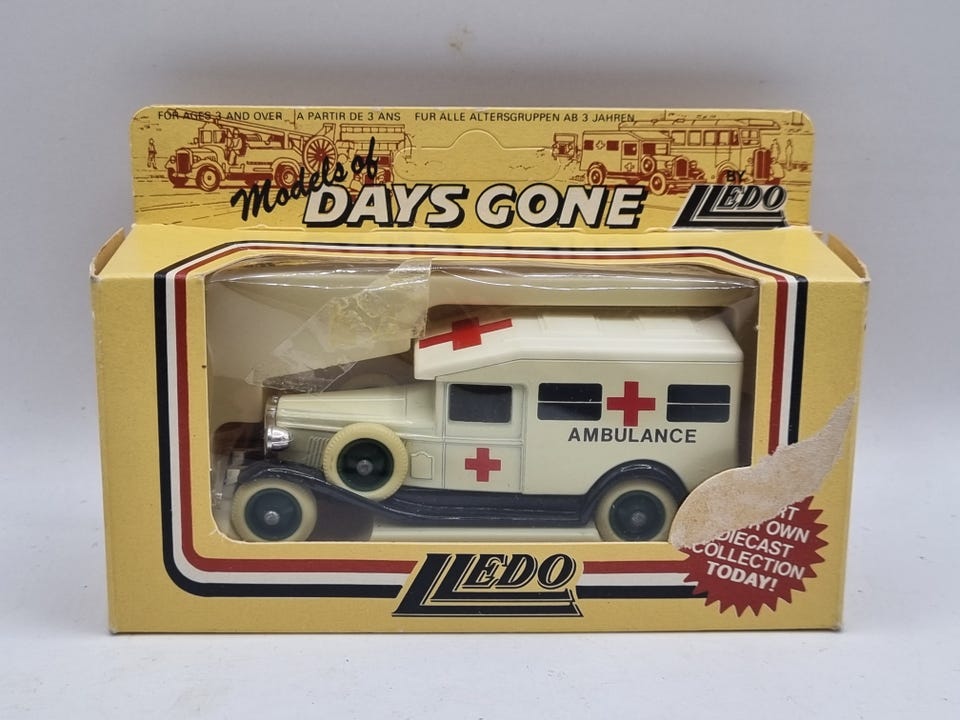 FOR AGES 3 AND OVER A PARTIR DE 3 ANS FUR ALLE ALTERSGRUPPEN AB 3 JAHREN
Models of
DAYS GONE
BY
LLEDO
AMBULANCE
OWN
DIECAST
COLLECTION
TODAY!
LLEDO